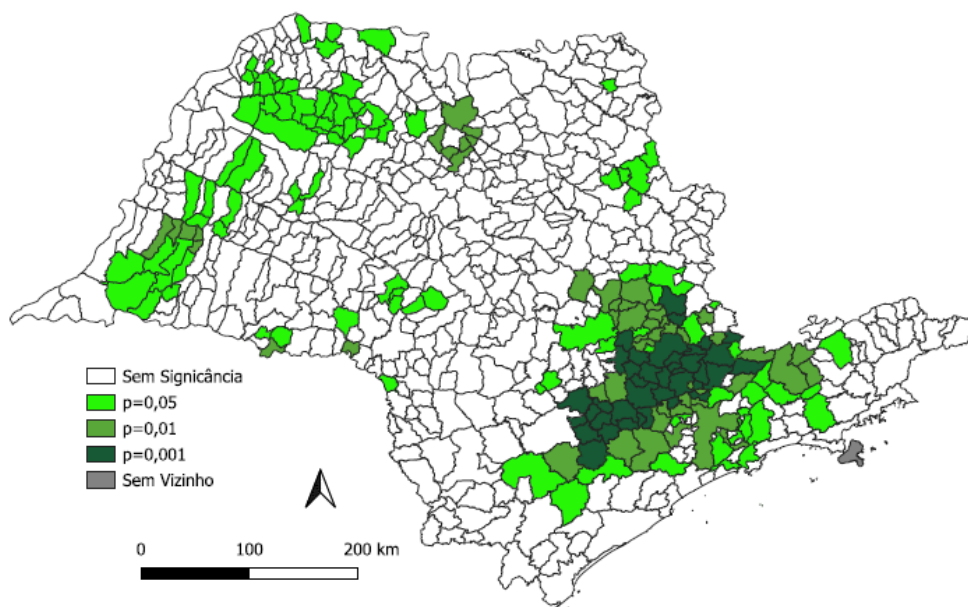 Sem Signicância
p=0,05
p=0,01
p=0,001
Sem Vizinho
0 100 200 km